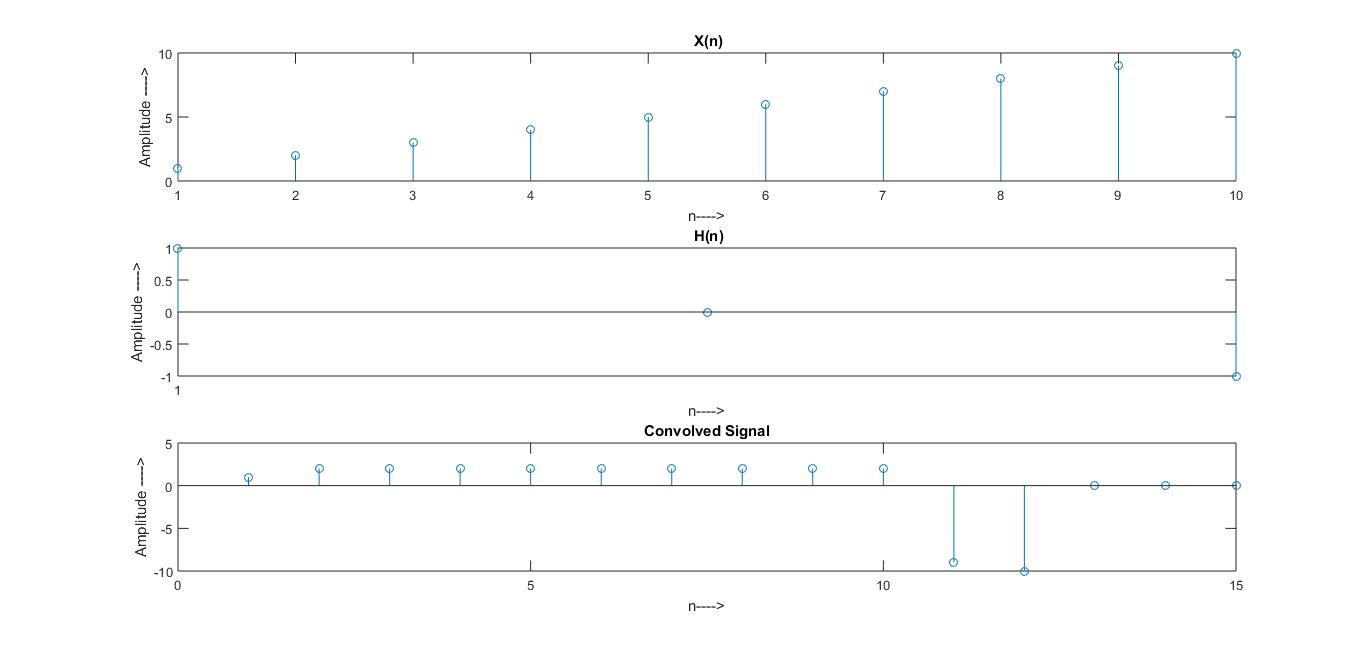 X(n)
Amplitude ---->
10
5
0
1 2 3 4 5 6 7 8 9 10
n---->
H(n)
Amplitude ---->
1
0.5
0
-0.5
-1
1
n---->
Convolved Signal
Amplitude ---->
5
0
-5
-10
0 5 10 15
n---->